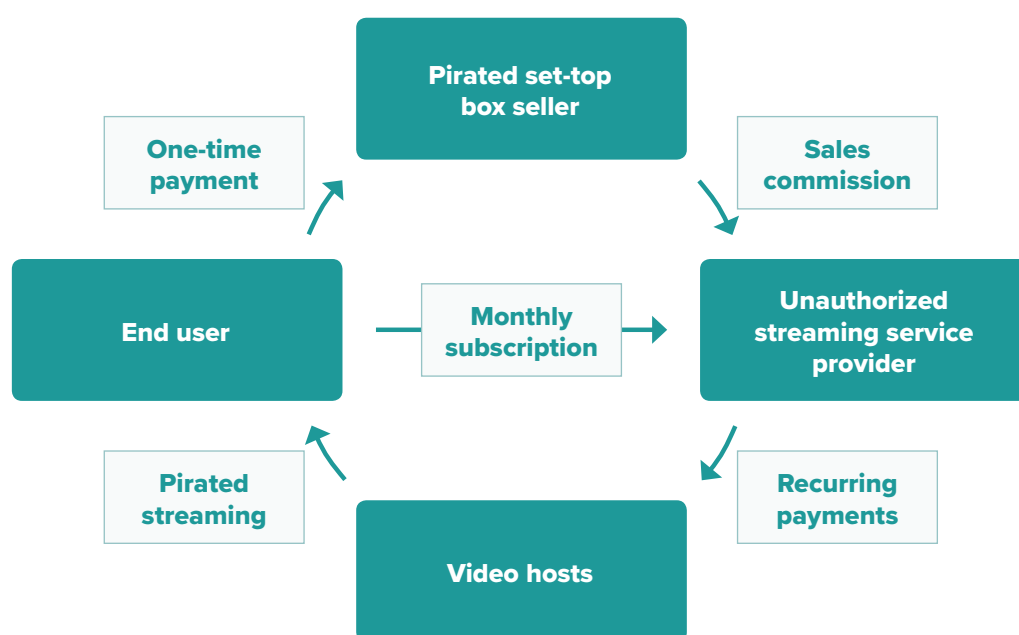 Pirated set-top
box seller
One-time
payment
Sales
commission
End user
Monthly
subscription
Unauthorized
streaming service
provider
Pirated
streaming
Recurring
payments
Video hosts